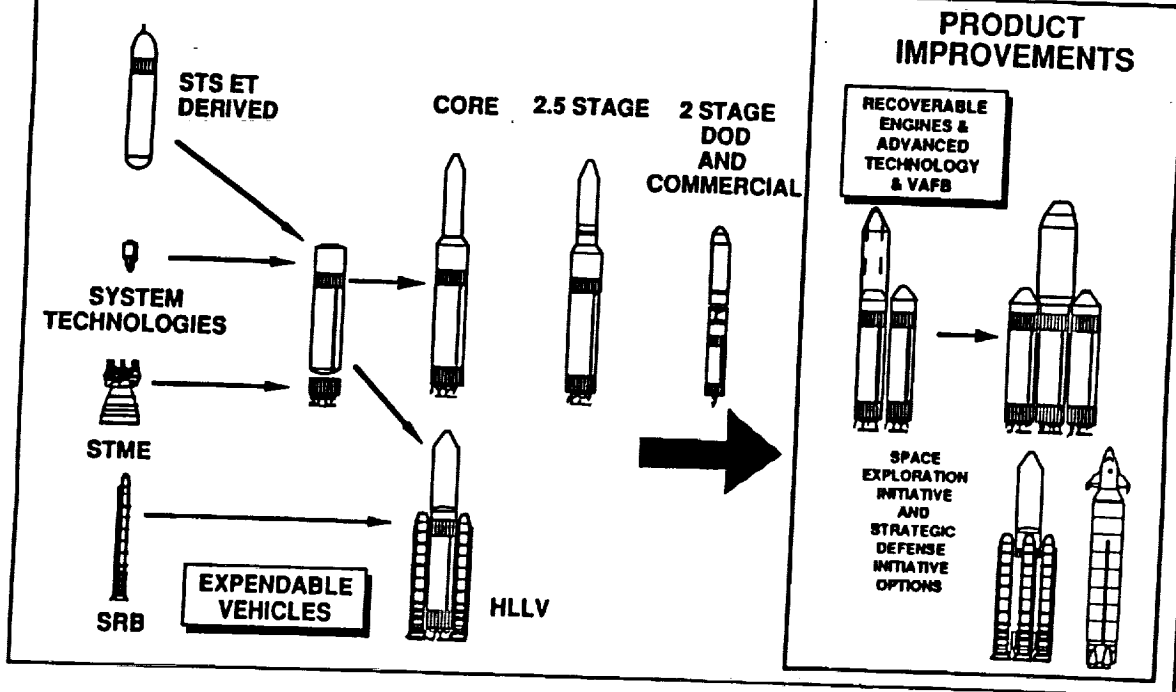 STS ET
DERIVED
CORE
2.5 STAGE
2 STAGE
DOD
AND
COMMERCIAL
SYSTEM
TECHNOLOGIES
STME
SRB
EXPENDABLE
VEHICLES
HLLV
PRODUCT
IMPROVEMENTS
RECOVERABLE
ENGINES &
ADVANCED
TECHNOLOGY
& VAFB
SPACE
EXPLORATION
INITIATIVE
AND
STRATEGIC
DEFENSE
INITIATIVE
OPTIONS